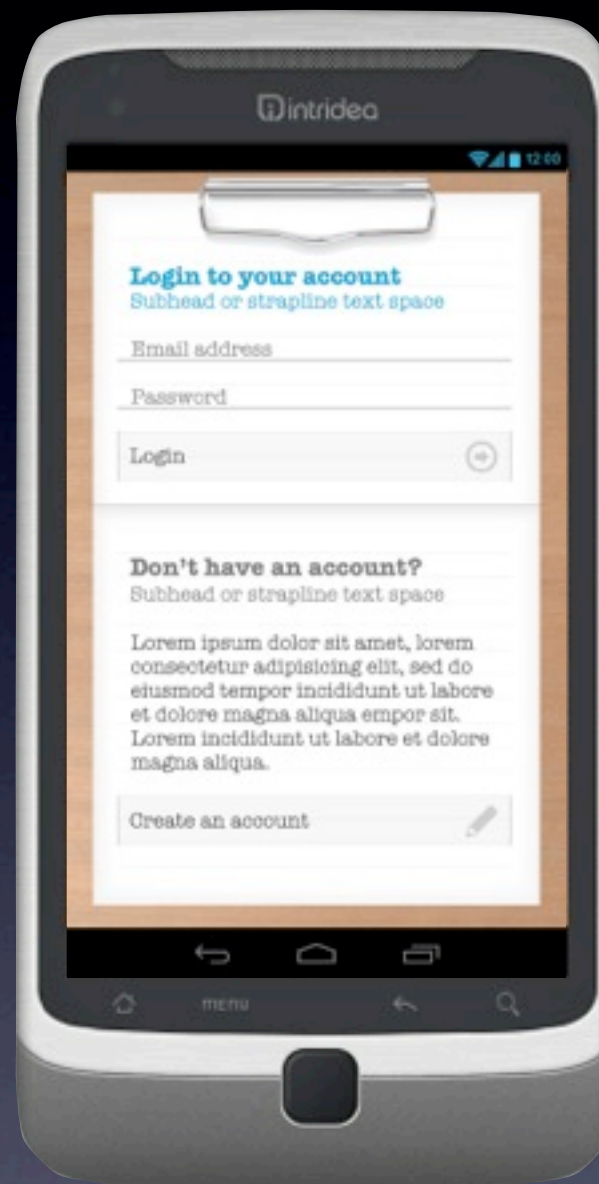 intridea
12:00
Login to your account
Subhead or strapline text space
Email address
Password
Login
Don't have an account?
Subhead or strapline text space
Lorem ipsum dolor sit amet, lorem
consectetur adipisicing elit, sed do
eiusmod tempor incididunt ut labore
et dolore magna aliqua empor sit.
Lorem incididunt ut labore et dolore
magna aliqua.
Create an account
MENU